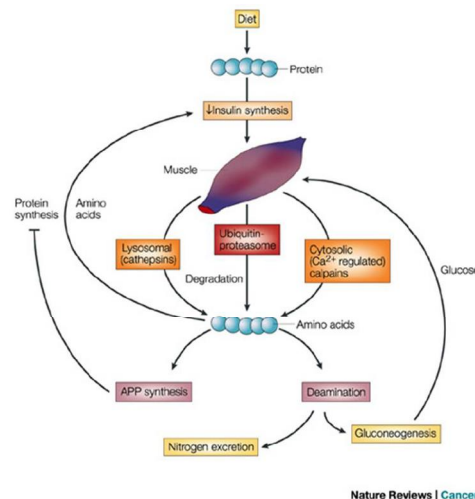 Diet
Protein
↓Insulin synthesis
Muscle
Protein
synthesis
Amino
acids
Lysosomal
(cathepsins)
Ubiquitin-
proteasome
Cytosolic
(Ca²⁺ regulated)
calpains
Glucose
Degradation
Amino acids
APP synthesis
Deamination
Gluconeogenesis
Nitrogen excretion
Nature Reviews | Cancer